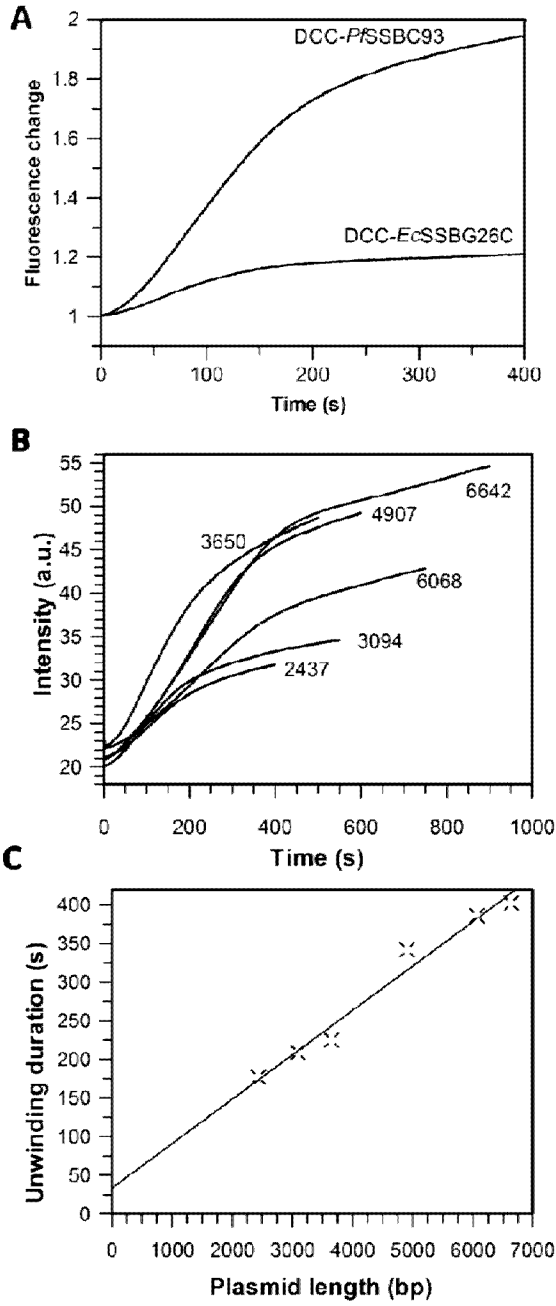 A
2
1.8
1.6
1.4
1.2
1
Fluorescence change
DCC-PfSSBC93
DCC-EcSSBG26C
0 100 200 300 400
Time (s)
B
55
50
45
40
35
30
25
20
Intensity (a.u.)
3650
6642
4907
6068
3094
2437
0 200 400 600 800 1000
Time (s)
C
400
350
300
250
200
150
100
50
0
Unwinding duration (s)
0 1000 2000 3000 4000 5000 6000 7000
Plasmid length (bp)